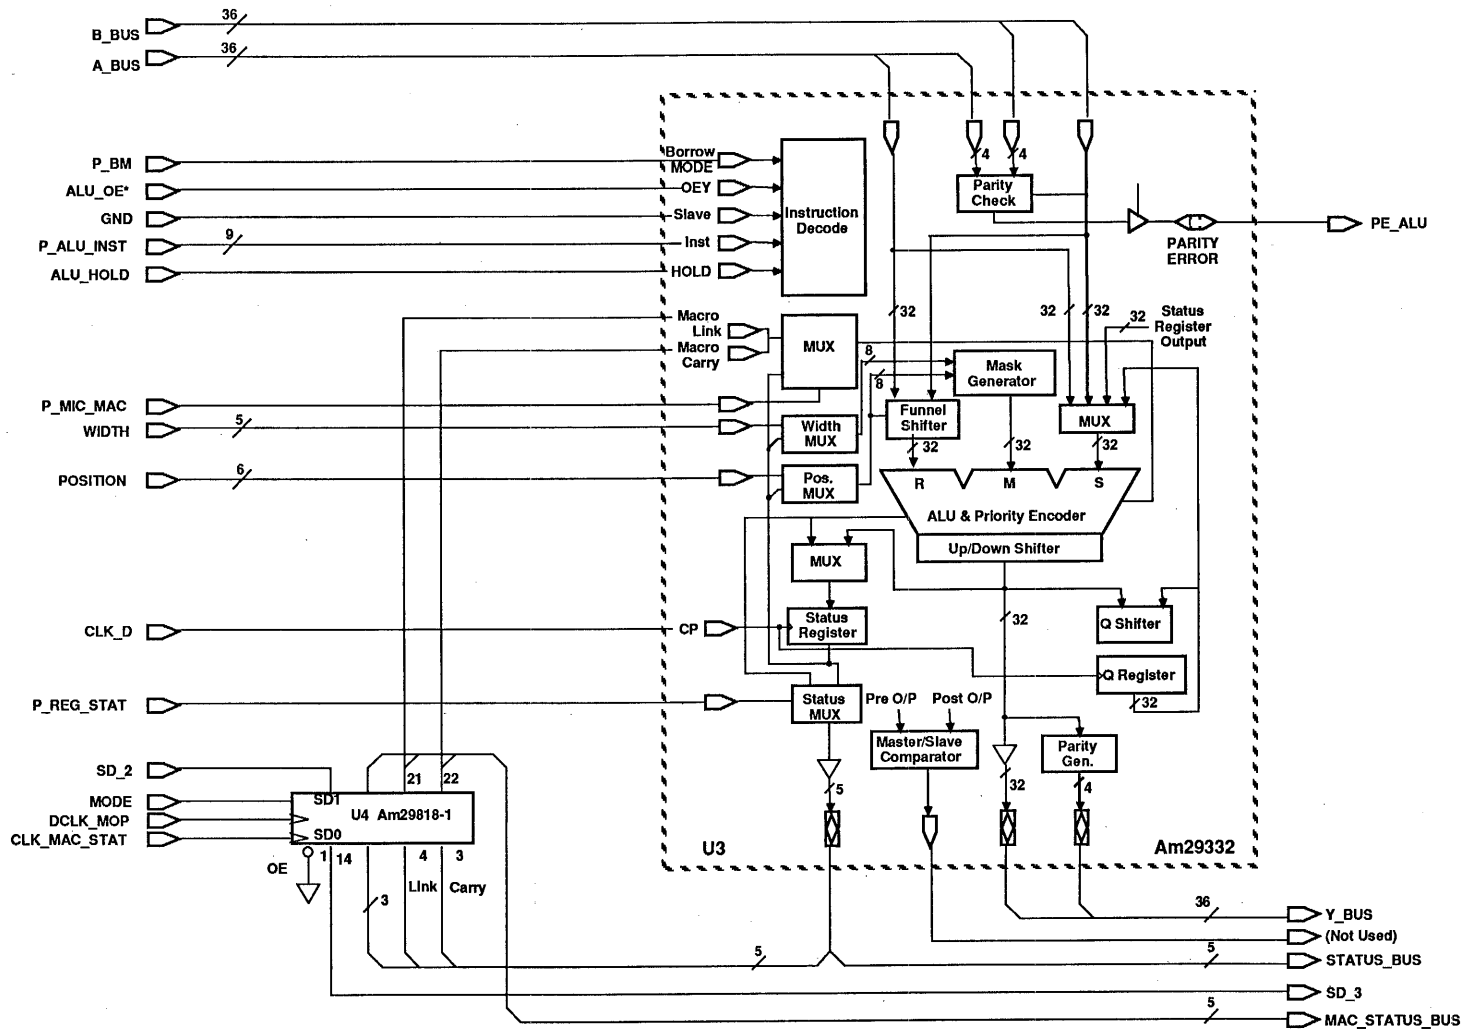 B_BUS
36
A_BUS
36
P_BM
ALU_OE*
GND
P_ALU_INST
9
ALU_HOLD
Borrow
MODE
OEY
Slave
Inst
HOLD
Instruction
Decode
4
4
Parity
Check
PARITY
ERROR
PE_ALU
Macro
Link
Macro
Carry
MUX
32
32
32
32
Status
Register
Output
8
8
Mask
Generator
P_MIC_MAC
WIDTH
5
Width
MUX
Funnel
Shifter
MUX
32
32
32
POSITION
6
Pos.
MUX
R
M
S
ALU & Priority Encoder
Up/Down Shifter
MUX
CLK_D
CP
Status
Register
32
Q Shifter
Q Register
32
P_REG_STAT
Status
MUX
Pre O/P
Post O/P
Master/Slave
Comparator
Parity
Gen.
5
32
4
SD_2
MODE
DCLK_MOP
CLK_MAC_STAT
21
22
SD1
U4 Am29818-1
SD0
OE
1
14
4
3
Link
Carry
3
U3
Am29332
36
Y_BUS
(Not Used)
5
5
STATUS_BUS
SD_3
5
MAC_STATUS_BUS